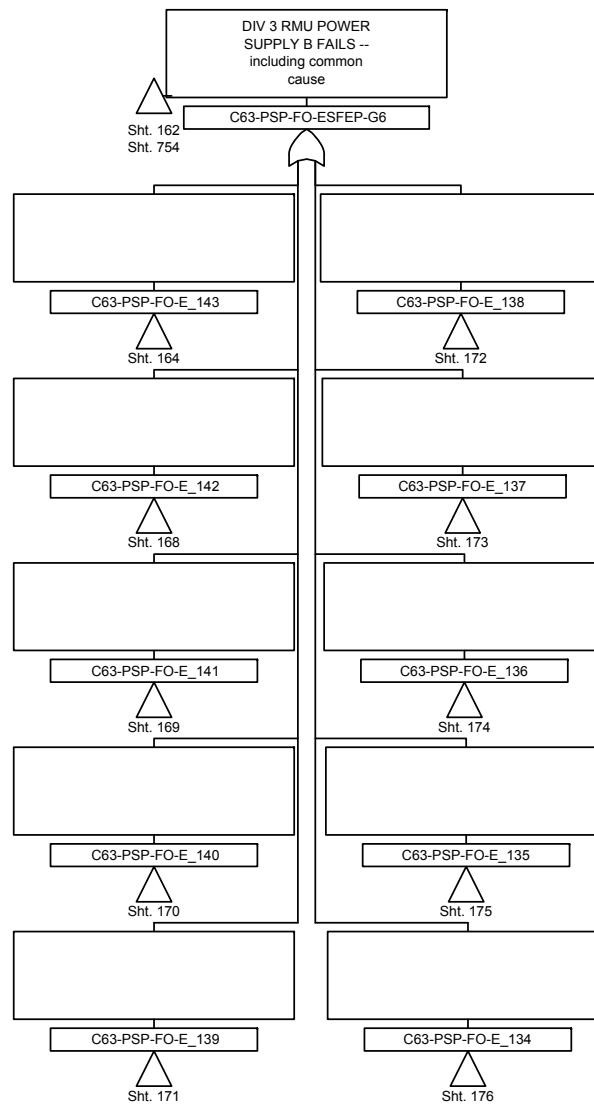 DIV 3 RMU POWER
SUPPLY B FAILS --
including common
cause
Sht. 162
Sht. 754
C63-PSP-FO-ESFEP-G6
C63-PSP-FO-E_143
Sht. 164
C63-PSP-FO-E_138
Sht. 172
C63-PSP-FO-E_142
Sht. 168
C63-PSP-FO-E_137
Sht. 173
C63-PSP-FO-E_141
Sht. 169
C63-PSP-FO-E_136
Sht. 174
C63-PSP-FO-E_140
Sht. 170
C63-PSP-FO-E_135
Sht. 175
C63-PSP-FO-E_139
Sht. 171
C63-PSP-FO-E_134
Sht. 176